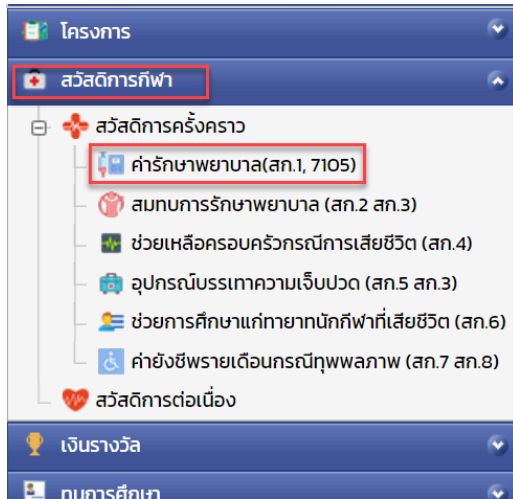 โครงการ
สวัสดิการกีฬา
สวัสดิการครั้งคราว
ค่ารักษาพยาบาล(สก.1, 7105)
สมทบการรักษาพยาบาล (สก.2 สก.3)
ช่วยเหลือครอบครัวกรณีการเสียชีวิต (สก.4)
อุปกรณ์บรรเทาความเจ็บปวด (สก.5 สก.3)
ช่วยการศึกษาแก่ทายาทนักกีฬาที่เสียชีวิต (สก.6)
ค่ายังชีพรายเดือนกรณีทุพพลภาพ (สก.7 สก.8)
สวัสดิการต่อเนื่อง
เงินรางวัล
ทุนการศึกษา